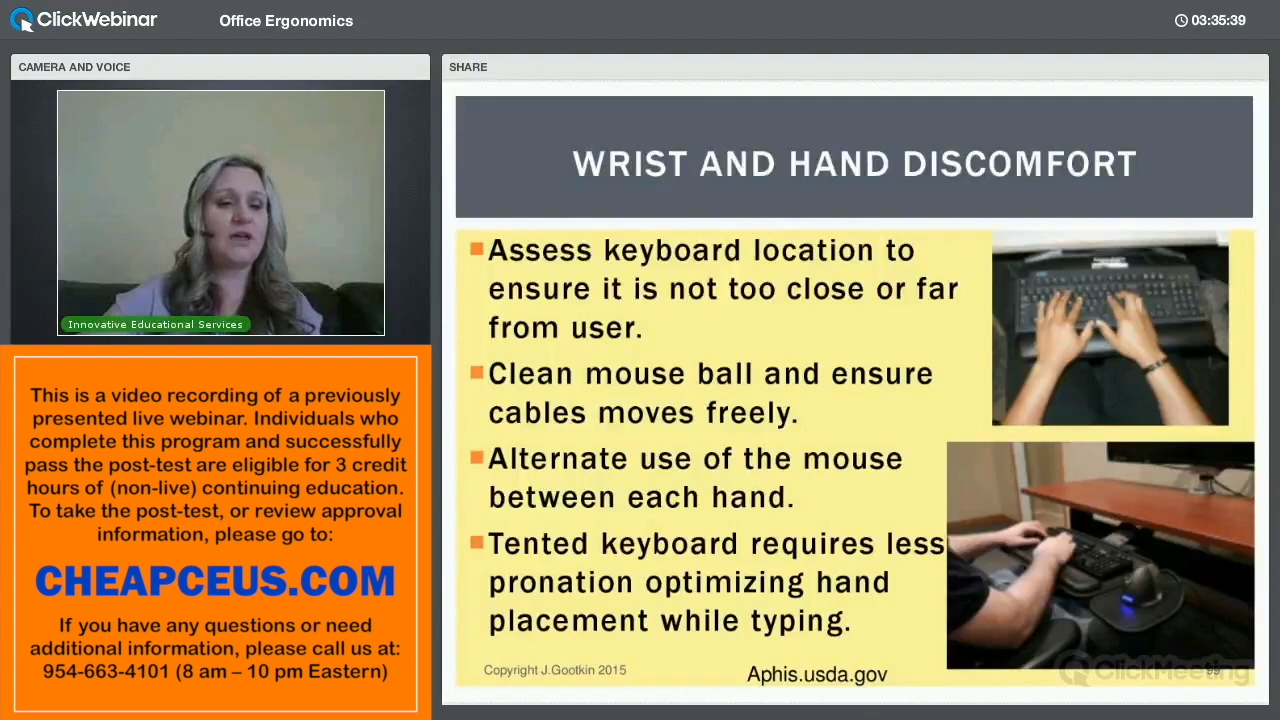 ClickWebinar
Office Ergonomics
03:35:39
CAMERA AND VOICE
Innovative Educational Services
This is a video recording of a previously
presented live webinar. Individuals who
complete this program and successfully
pass the post-test are eligible for 3 credit
hours of (non-live) continuing education.
To take the post-test, or review approval
information, please go to:
CHEAPCEUS.COM
If you have any questions or need
additional information, please call us at:
954-663-4101 (8 am – 10 pm Eastern)
SHARE
WRIST AND HAND DISCOMFORT
Assess keyboard location to
ensure it is not too close or far
from user.
Clean mouse ball and ensure
cables moves freely.
Alternate use of the mouse
between each hand.
Tented keyboard requires less
pronation optimizing hand
placement while typing.
Copyright J.Gootkin 2015
Aphis.usda.gov
ClickMeeting